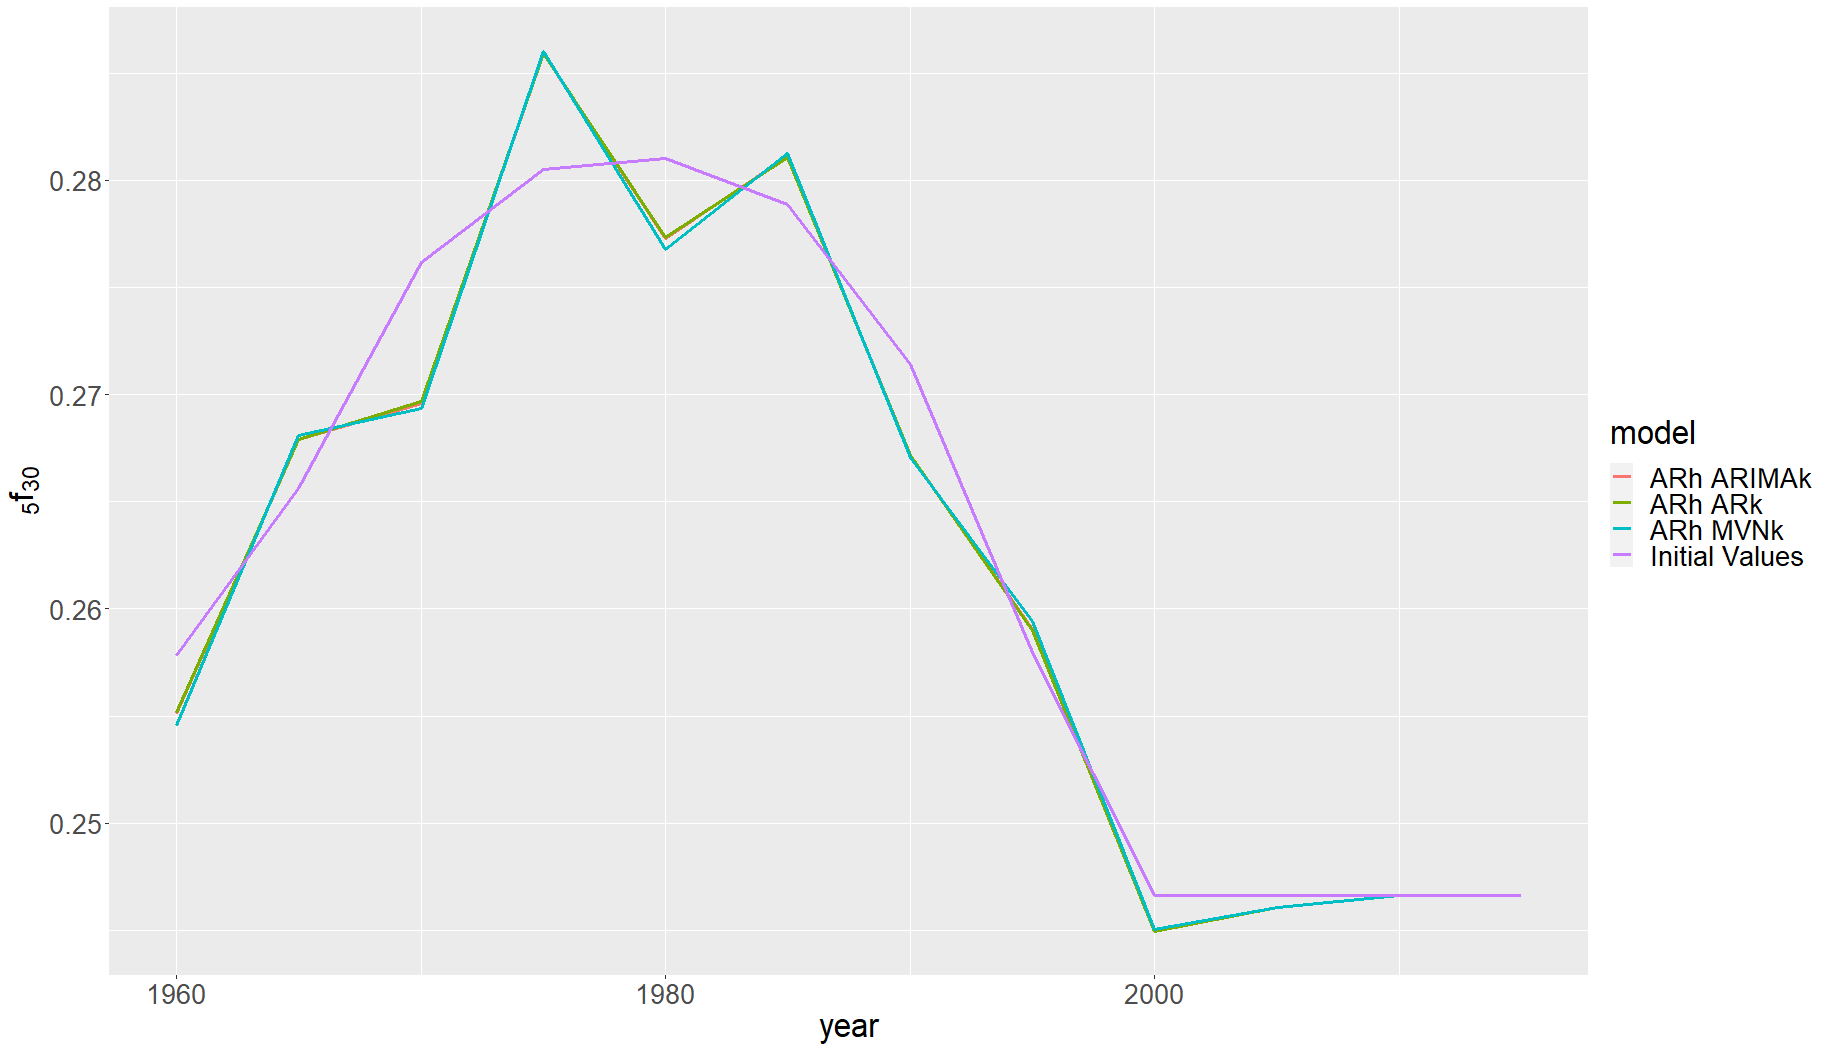 0.28
0.27
0.26
0.25
₅f₃₀
1960
1980
2000
year
model
ARh ARIMAk
ARh ARk
ARh MVNk
Initial Values